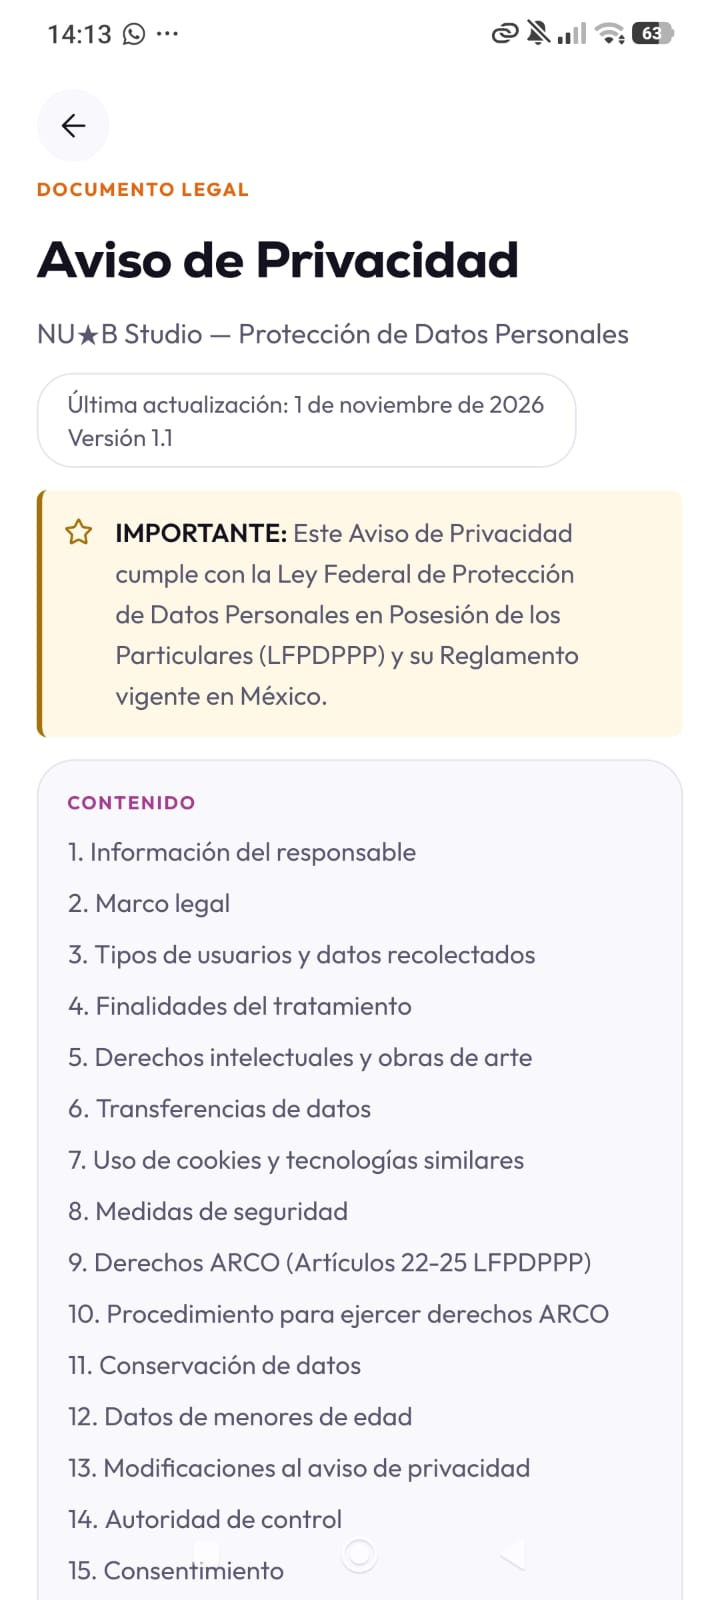 14:13
63
DOCUMENTO LEGAL
Aviso de Privacidad
NU★B Studio — Protección de Datos Personales
Última actualización: 1 de noviembre de 2026
Versión 1.1
IMPORTANTE: Este Aviso de Privacidad
cumple con la Ley Federal de Protección
de Datos Personales en Posesión de los
Particulares (LFPDPPP) y su Reglamento
vigente en México.
CONTENIDO
1. Información del responsable
2. Marco legal
3. Tipos de usuarios y datos recolectados
4. Finalidades del tratamiento
5. Derechos intelectuales y obras de arte
6. Transferencias de datos
7. Uso de cookies y tecnologías similares
8. Medidas de seguridad
9. Derechos ARCO (Artículos 22-25 LFPDPPP)
10. Procedimiento para ejercer derechos ARCO
11. Conservación de datos
12. Datos de menores de edad
13. Modificaciones al aviso de privacidad
14. Autoridad de control
15. Consentimiento